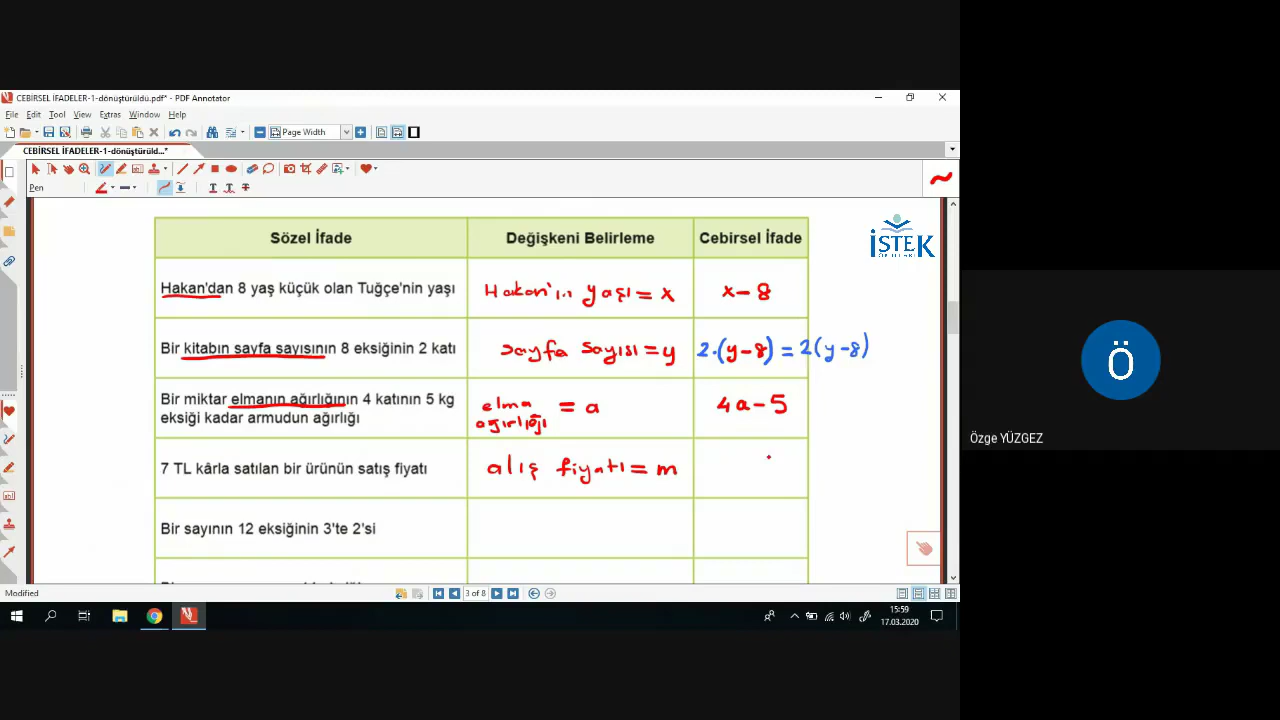 CEBİRSEL İFADELER-1-dönüştürüldü.pdf* - PDF Annotator
File Edit Tool View Extras Window Help
Page Width
CEBİRSEL İFADELER-1-dönüştürüld...*
Pen
İSTEK
Sözel İfade Değişkeni Belirleme Cebirsel İfade
Hakan'dan 8 yaş küçük olan Tuğçe'nin yaşı Hakan'ın yaşı = x x - 8
Bir kitabın sayfa sayısının 8 eksiğinin 2 katı sayfa sayısı = y 2.(y-8) = 2(y-8)
Bir miktar elmanın ağırlığının 4 katının 5 kg
eksiği kadar armudun ağırlığı
elma
ağırlığı = a
4a - 5
7 TL kârla satılan bir ürünün satış fiyatı alış fiyatı = m
Bir sayının 12 eksiğinin 3'te 2'si
Özge YÜZGEZ
Modified
3 of 8
15:59
17.03.2020
Ö